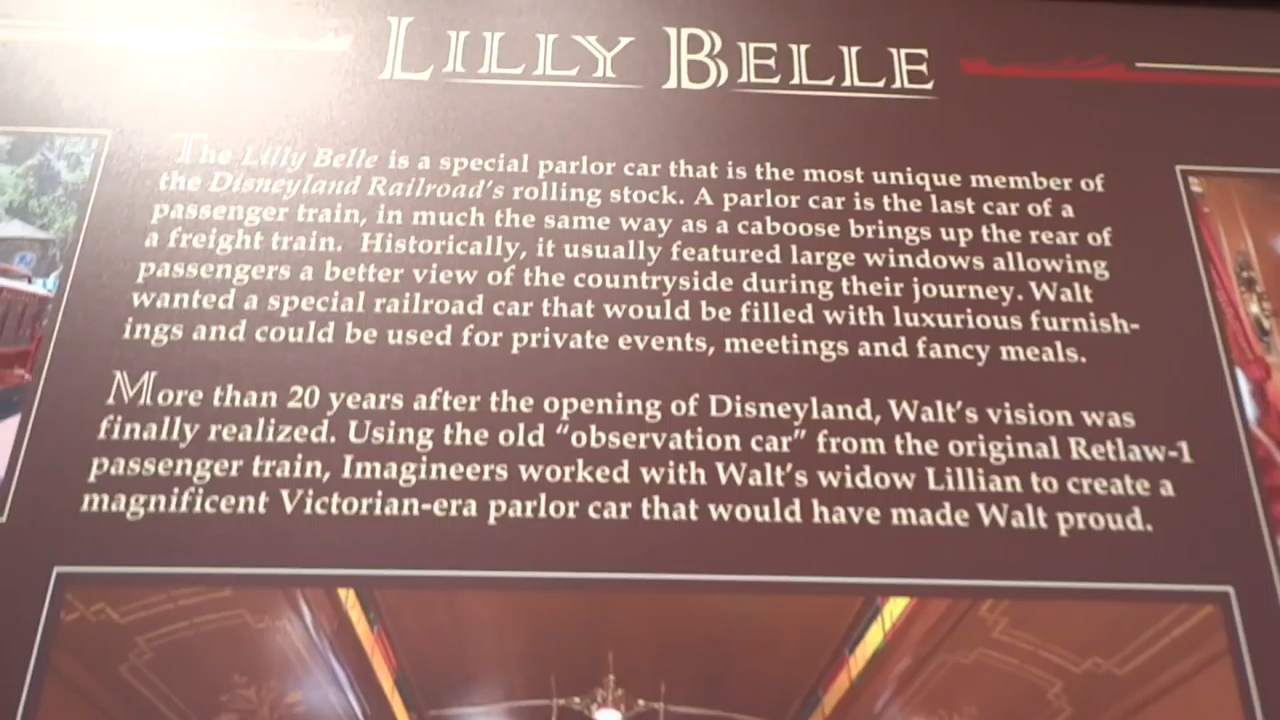 LILLY BELLE
The Lilly Belle is a special parlor car that is the most unique member of
the Disneyland Railroad's rolling stock. A parlor car is the last car of a
passenger train, in much the same way as a caboose brings up the rear of
a freight train. Historically, it usually featured large windows allowing
passengers a better view of the countryside during their journey. Walt
wanted a special railroad car that would be filled with luxurious furnish-
ings and could be used for private events, meetings and fancy meals.
More than 20 years after the opening of Disneyland, Walt's vision was
finally realized. Using the old "observation car" from the original Retlaw-1
passenger train, Imagineers worked with Walt's widow Lillian to create a
magnificent Victorian-era parlor car that would have made Walt proud.